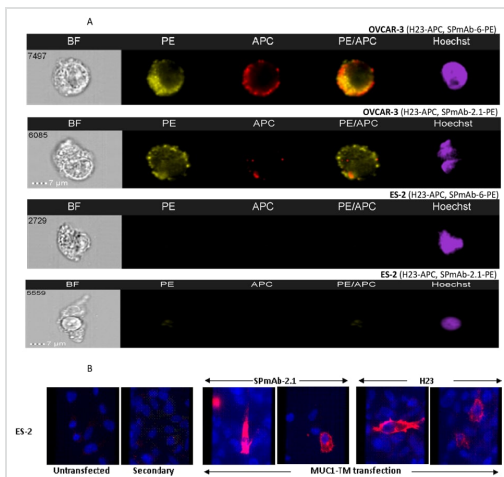 A
OVCAR-3 (H23-APC, SPmAb-6-PE)
BF PE APC PE/APC Hoechst
7497
OVCAR-3 (H23-APC, SPmAb-2.1-PE)
BF PE APC PE/APC Hoechst
6085
7 µm
ES-2 (H23-APC, SPmAb-6-PE)
BF PE APC PE/APC Hoechst
2729
ES-2 (H23-APC, SPmAb-2.1-PE)
BF PE APC PE/APC Hoechst
5559
7 µm
B
SPmAb-2.1 H23
ES-2
Untransfected Secondary MUC1-TM transfection